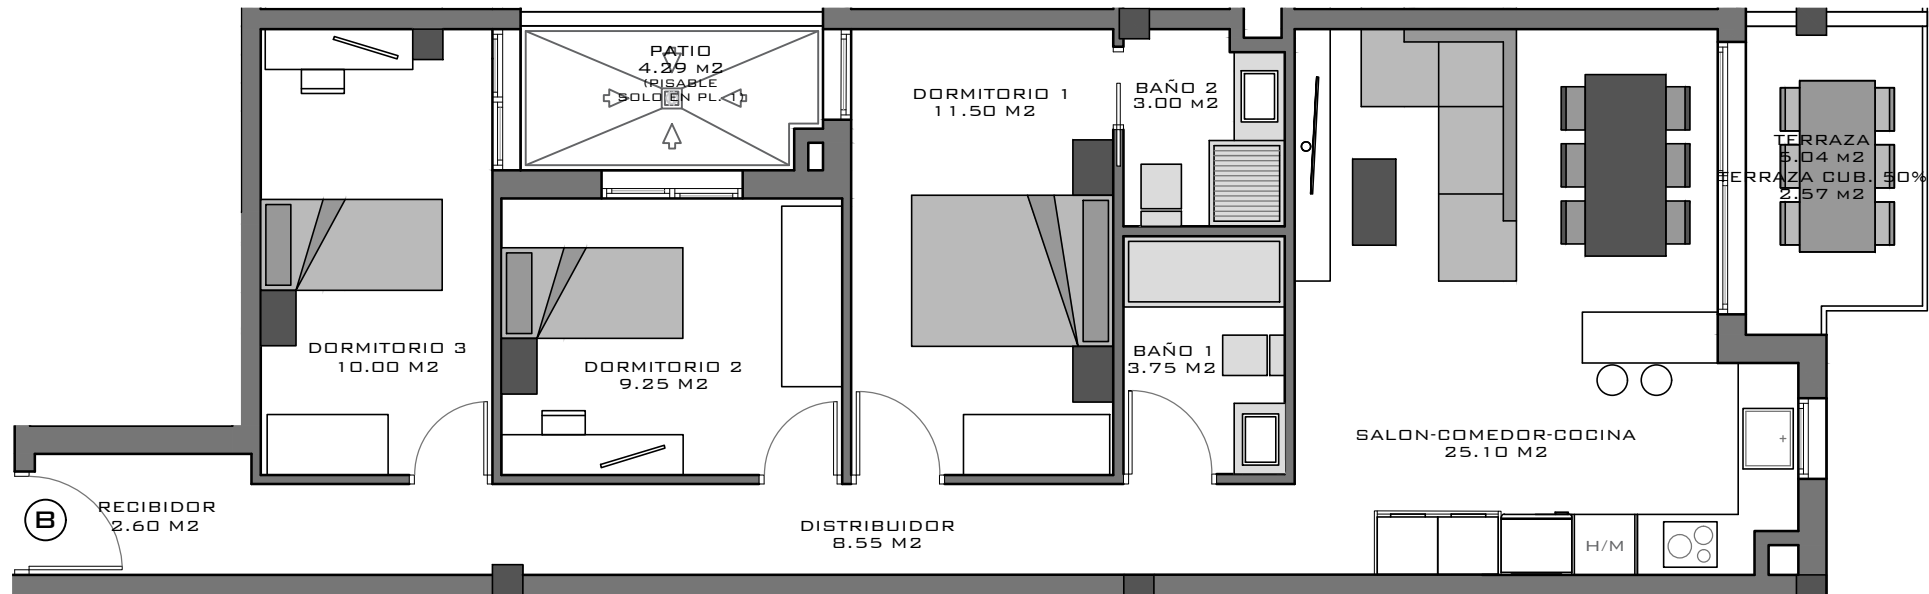 PATIO
4.29 M2
(PISABLE
SOLO EN PL. 1)
DORMITORIO 1
11.50 M2
BAÑO 2
3.00 M2
TERRAZA
5.04 M2
TERRAZA CUB. 50%
2.57 M2
DORMITORIO 3
10.00 M2
DORMITORIO 2
9.25 M2
BAÑO 1
3.75 M2
SALON-COMEDOR-COCINA
25.10 M2
B
RECIBIDOR
2.60 M2
DISTRIBUIDOR
8.55 M2
H/M